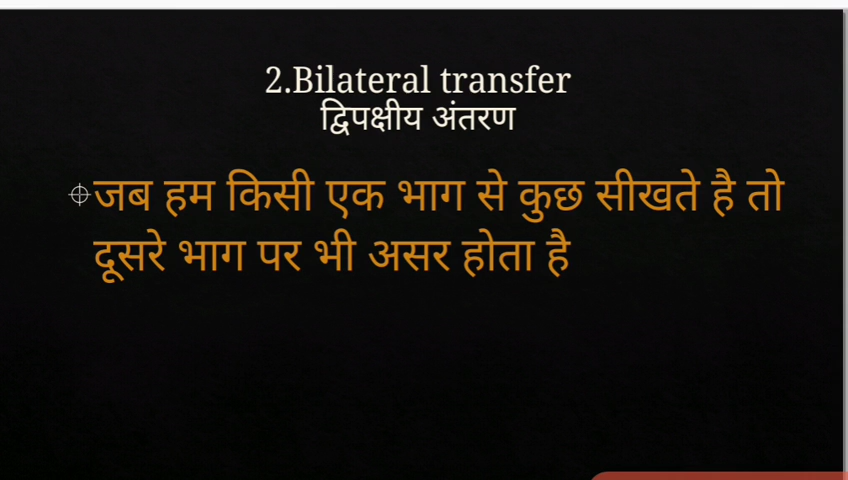 2.Bilateral transfer
द्विपक्षीय अंतरण
जब हम किसी एक भाग से कुछ सीखते है तो
दूसरे भाग पर भी असर होता है